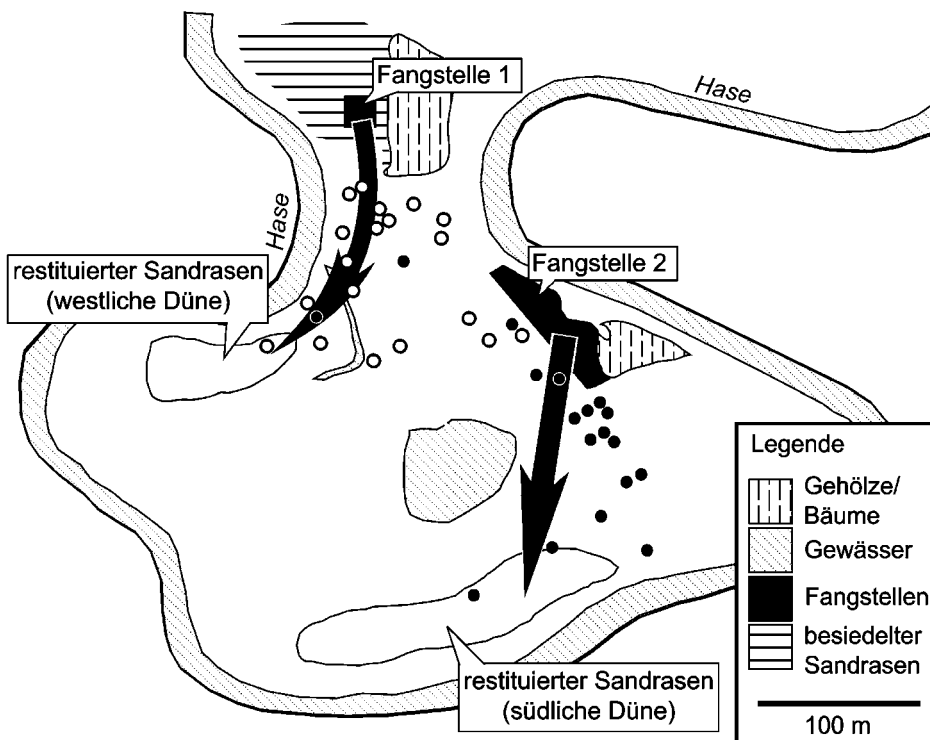 Fangstelle 1
Hase
Hase
restituierter Sandrasen
(westliche Düne)
Fangstelle 2
Legende
Gehölze/
Bäume
Gewässer
Fangstellen
besiedelter
Sandrasen
100 m
restituierter Sandrasen
(südliche Düne)